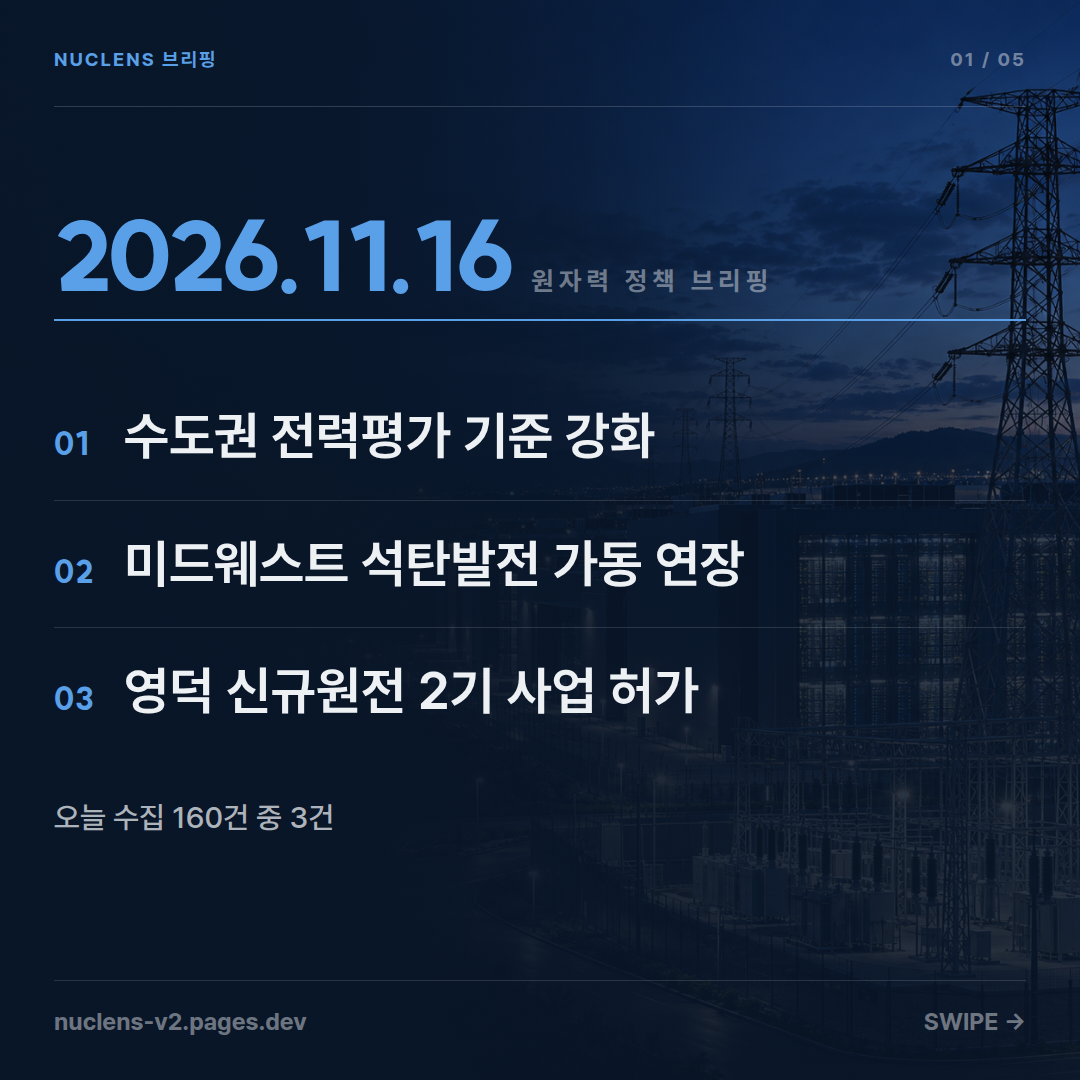 NUCLENS 브리핑
01 / 05
2026.11.16 원자력 정책 브리핑
01 수도권 전력평가 기준 강화
02 미드웨스트 석탄발전 가동 연장
03 영덕 신규원전 2기 사업 허가
오늘 수집 160건 중 3건
nuclens-v2.pages.dev
SWIPE →